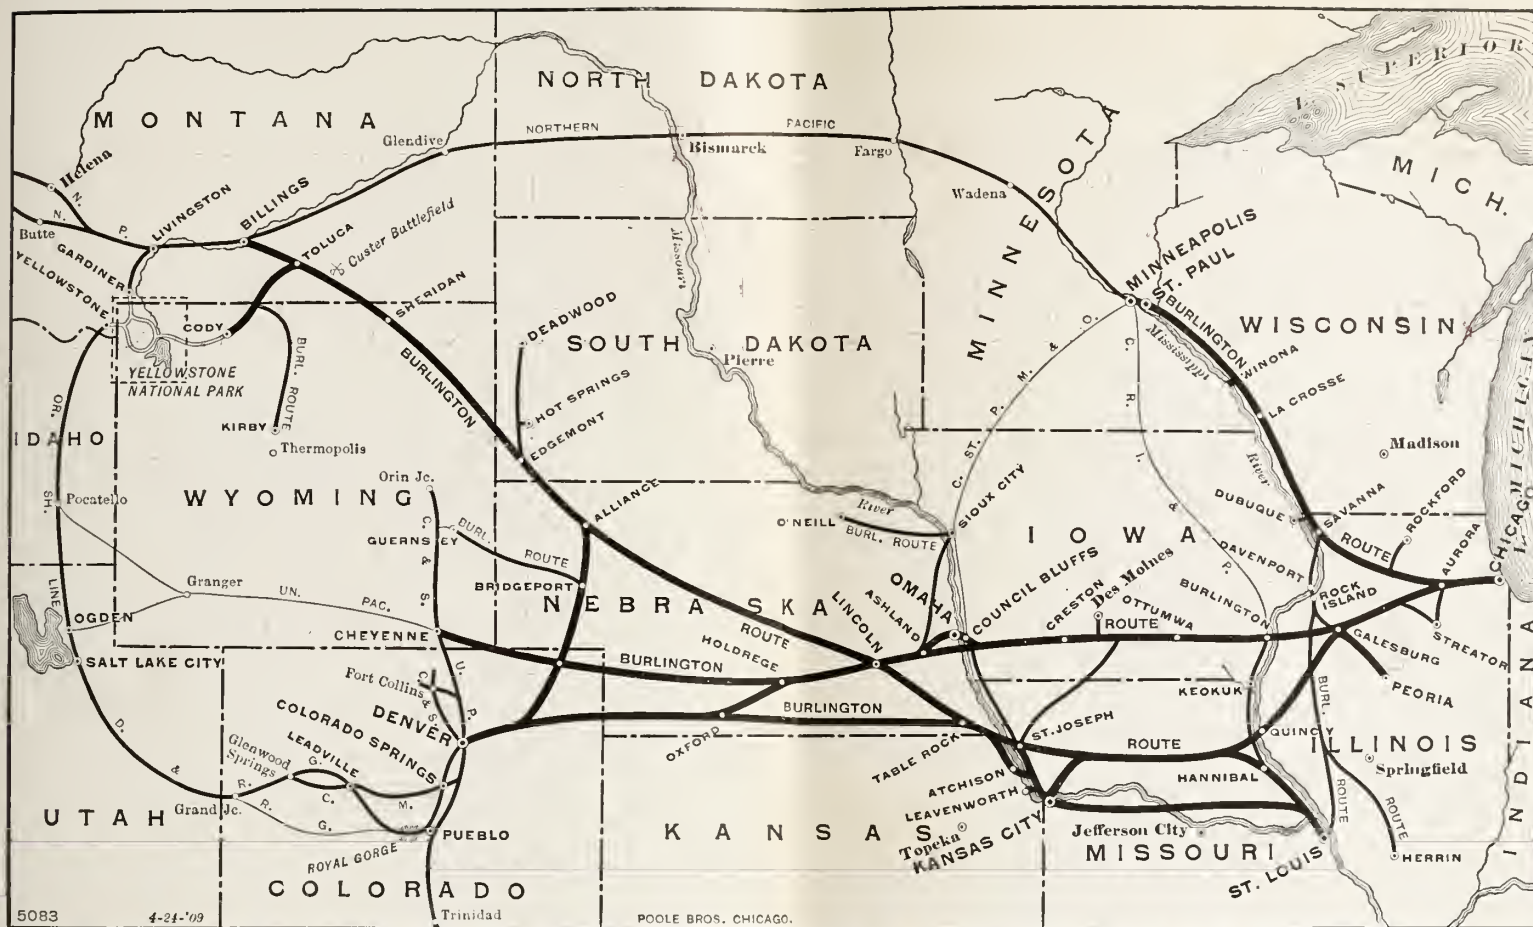 MONTANA
NORTH DAKOTA
SUPERIOR
MICH.
NORTHERN PACIFIC
Glendive
Bismarck
Fargo
Wadena
Helena
N.
Butte
N.
P.
LIVINGSTON
BILLINGS
TOLUCA
Custer Battlefield
SHERIDAN
GARDINER
YELLOWSTONE
CODY
YELLOWSTONE
NATIONAL PARK
BURL. ROUTE
KIRBY
Thermopolis
BURLINGTON
Missouri
DEADWOOD
SOUTH DAKOTA
Pierre
HOT SPRINGS
EDGEMONT
MINNESOTA
MINNEAPOLIS
ST. PAUL
BURLINGTON
Mississippi
WISCONSIN
WINONA
LA CROSSE
Madison
C. ST. P. M. & O.
C. R. I. & P.
River
IDAHO
OR. SH. LINE
Pocatello
WYOMING
Orin Jc.
C. & S.
GUERNSEY
BURL. ROUTE
ALLIANCE
BRIDGEPORT
O'NEILL
River
BURL. ROUTE
SIOUX CITY
IOWA
DUBUQUE
SAVANNA
ROCKFORD
ROUTE
AURORA
CHICAGO
MICHIGAN
Granger
UN. PAC.
OGDEN
CHEYENNE
NEBRASKA
ROUTE
HOLDREGE
LINCOLN
ASHLAND
OMAHA
COUNCIL BLUFFS
CRESTON
Des Moines
ROUTE
OTTUMWA
BURLINGTON
DAVENPORT
ROCK
ISLAND
GALESBURG
STREATOR
PEORIA
INDIANA
SALT LAKE CITY
BURLINGTON
Fort Collins
C. & S.
U. P.
DENVER
COLORADO SPRINGS
LEADVILLE
Glenwood
Springs
BURLINGTON
OXFORD
TABLE ROCK
ST. JOSEPH
ROUTE
KEOKUK
BURL.
QUINCY
ILLINOIS
HANNIBAL
Springfield
ATCHISON
LEAVENWORTH
Topeka
KANSAS CITY
Jefferson City
MISSOURI
ST. LOUIS
ROUTE
ROUTE
HERRIN
D. & R. G.
Grand Jc.
R. G.
C. M.
UTAH
PUEBLO
ROYAL GORGE
KANSAS
COLORADO
Trinidad
5083
4-24-'09
POOLE BROS. CHICAGO.